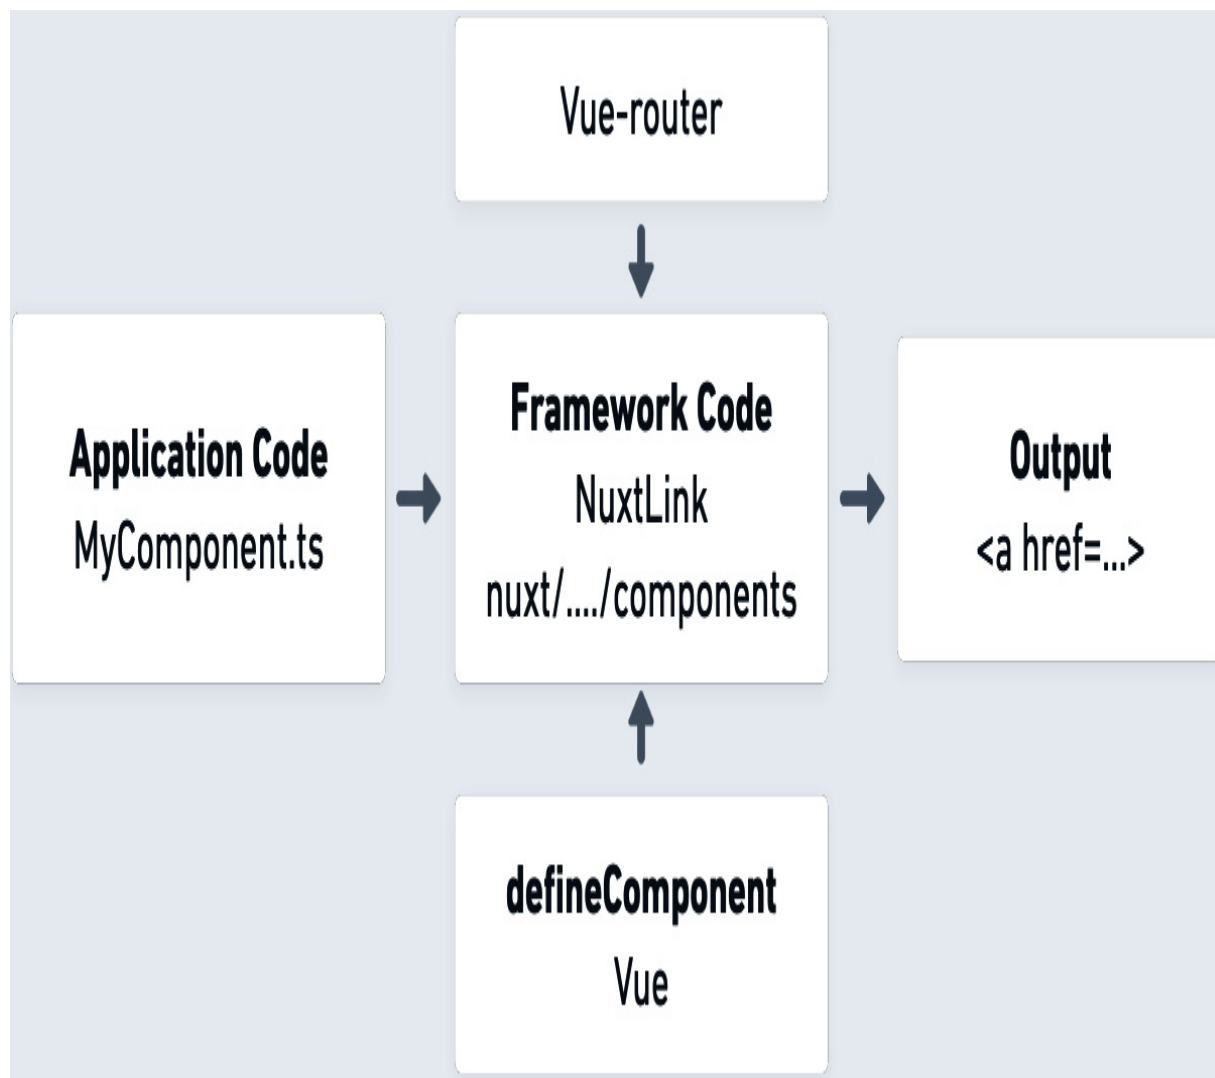 Vue-router
Application Code
MyComponent.ts
Framework Code
NuxtLink
nuxt/..../components
Output
<a href=...>
defineComponent
Vue